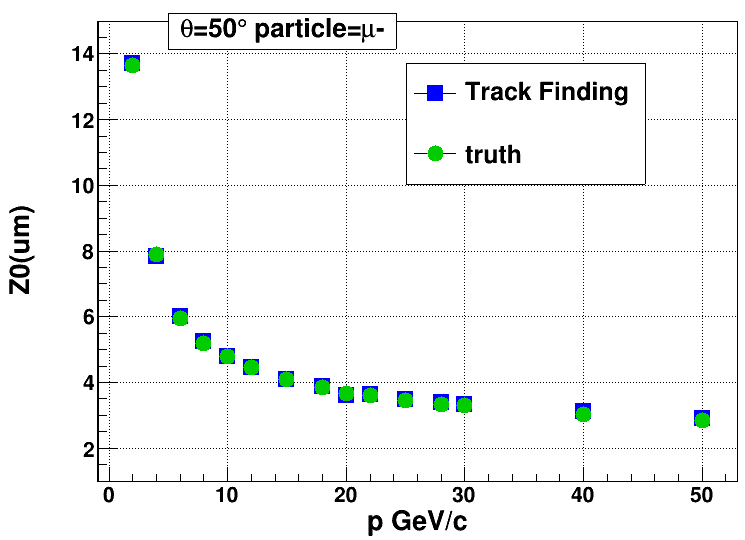 θ=50° particle=μ-
Track Finding
truth
14
12
10
8
6
4
2
Z0(um)
0 10 20 30 40 50
p GeV/c